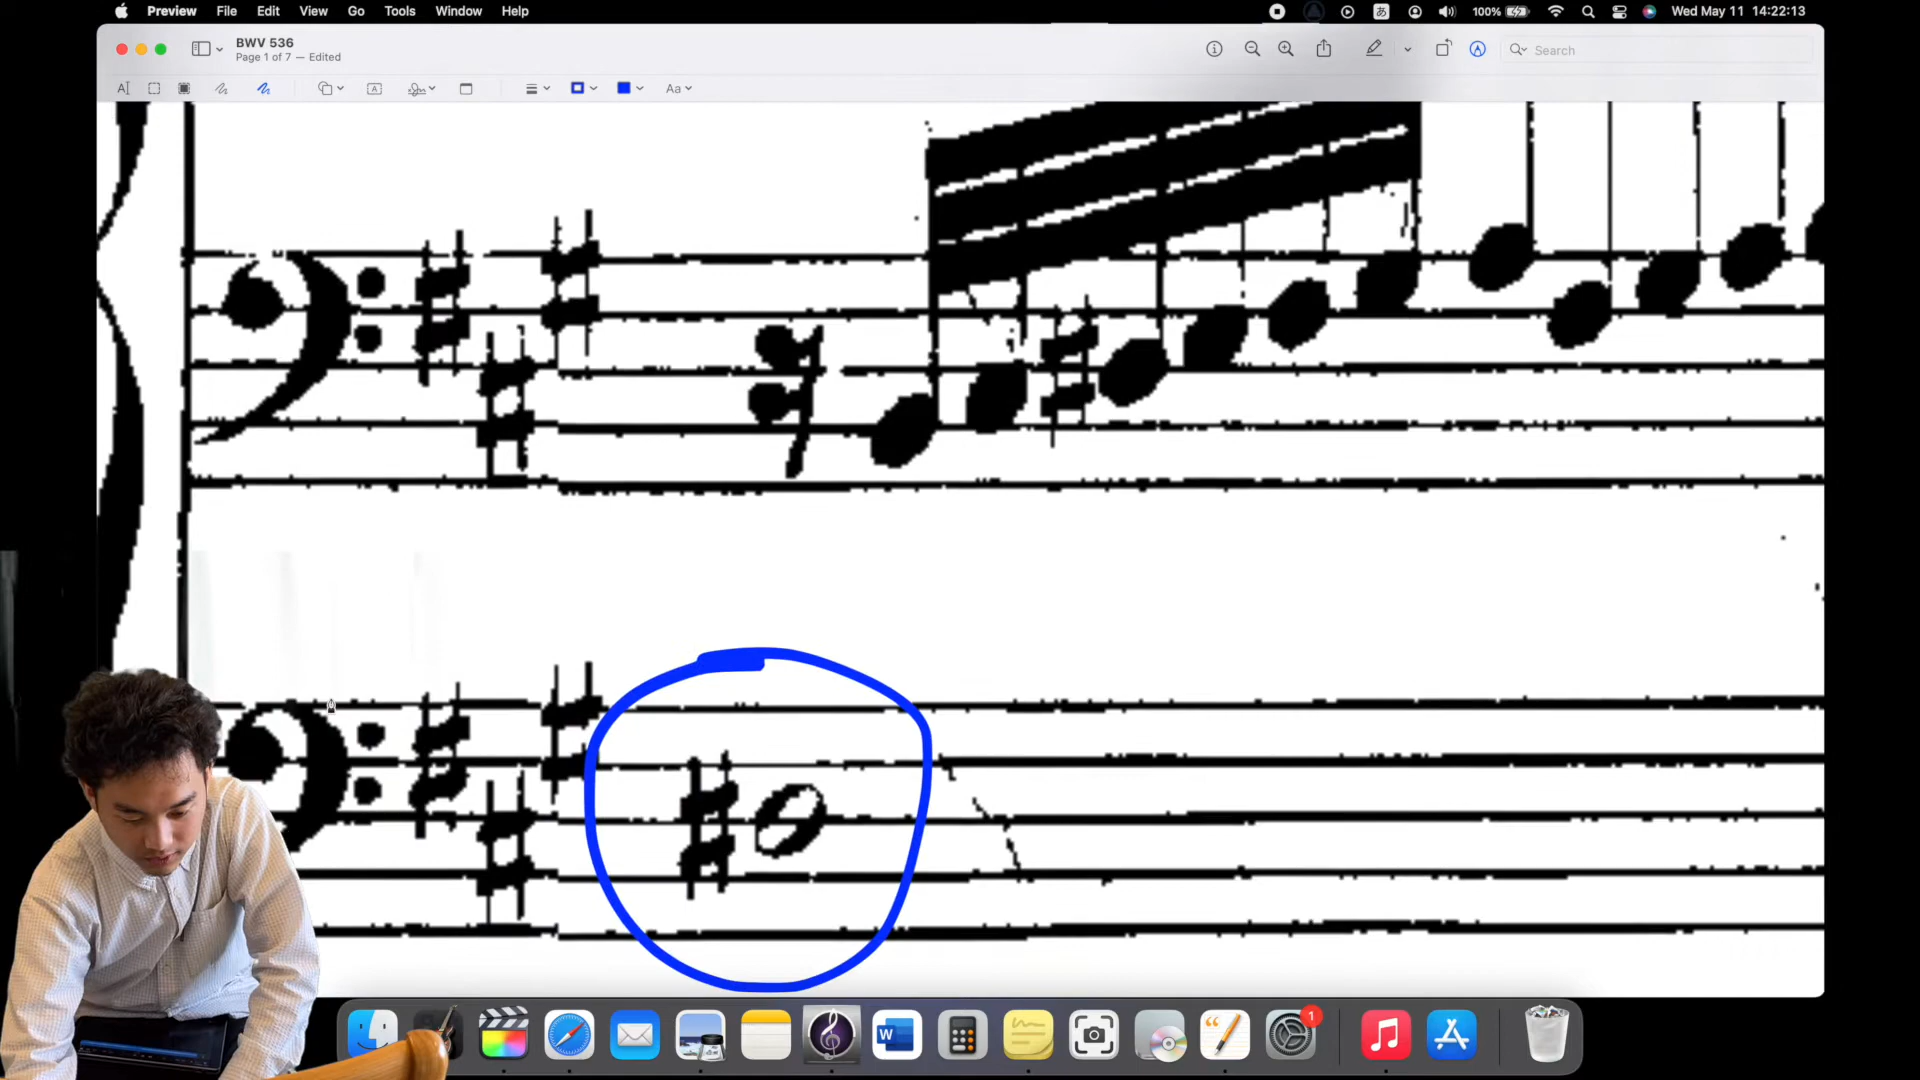 Preview File Edit View Go Tools Window Help
あ 100% Wed May 11 14:22:13
BWV 536
Page 1 of 7 — Edited
Search
A A Aa
W
1